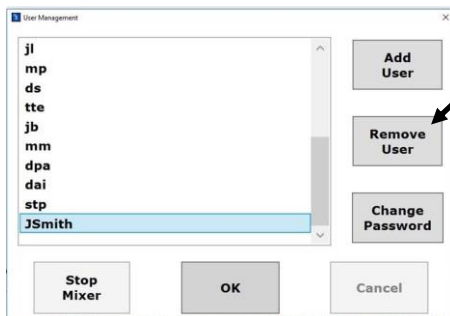 User Management
jl
mp
ds
tte
jb
mm
dpa
dai
stp
JSmith
Add
User
Remove
User
Change
Password
Stop
Mixer
OK
Cancel